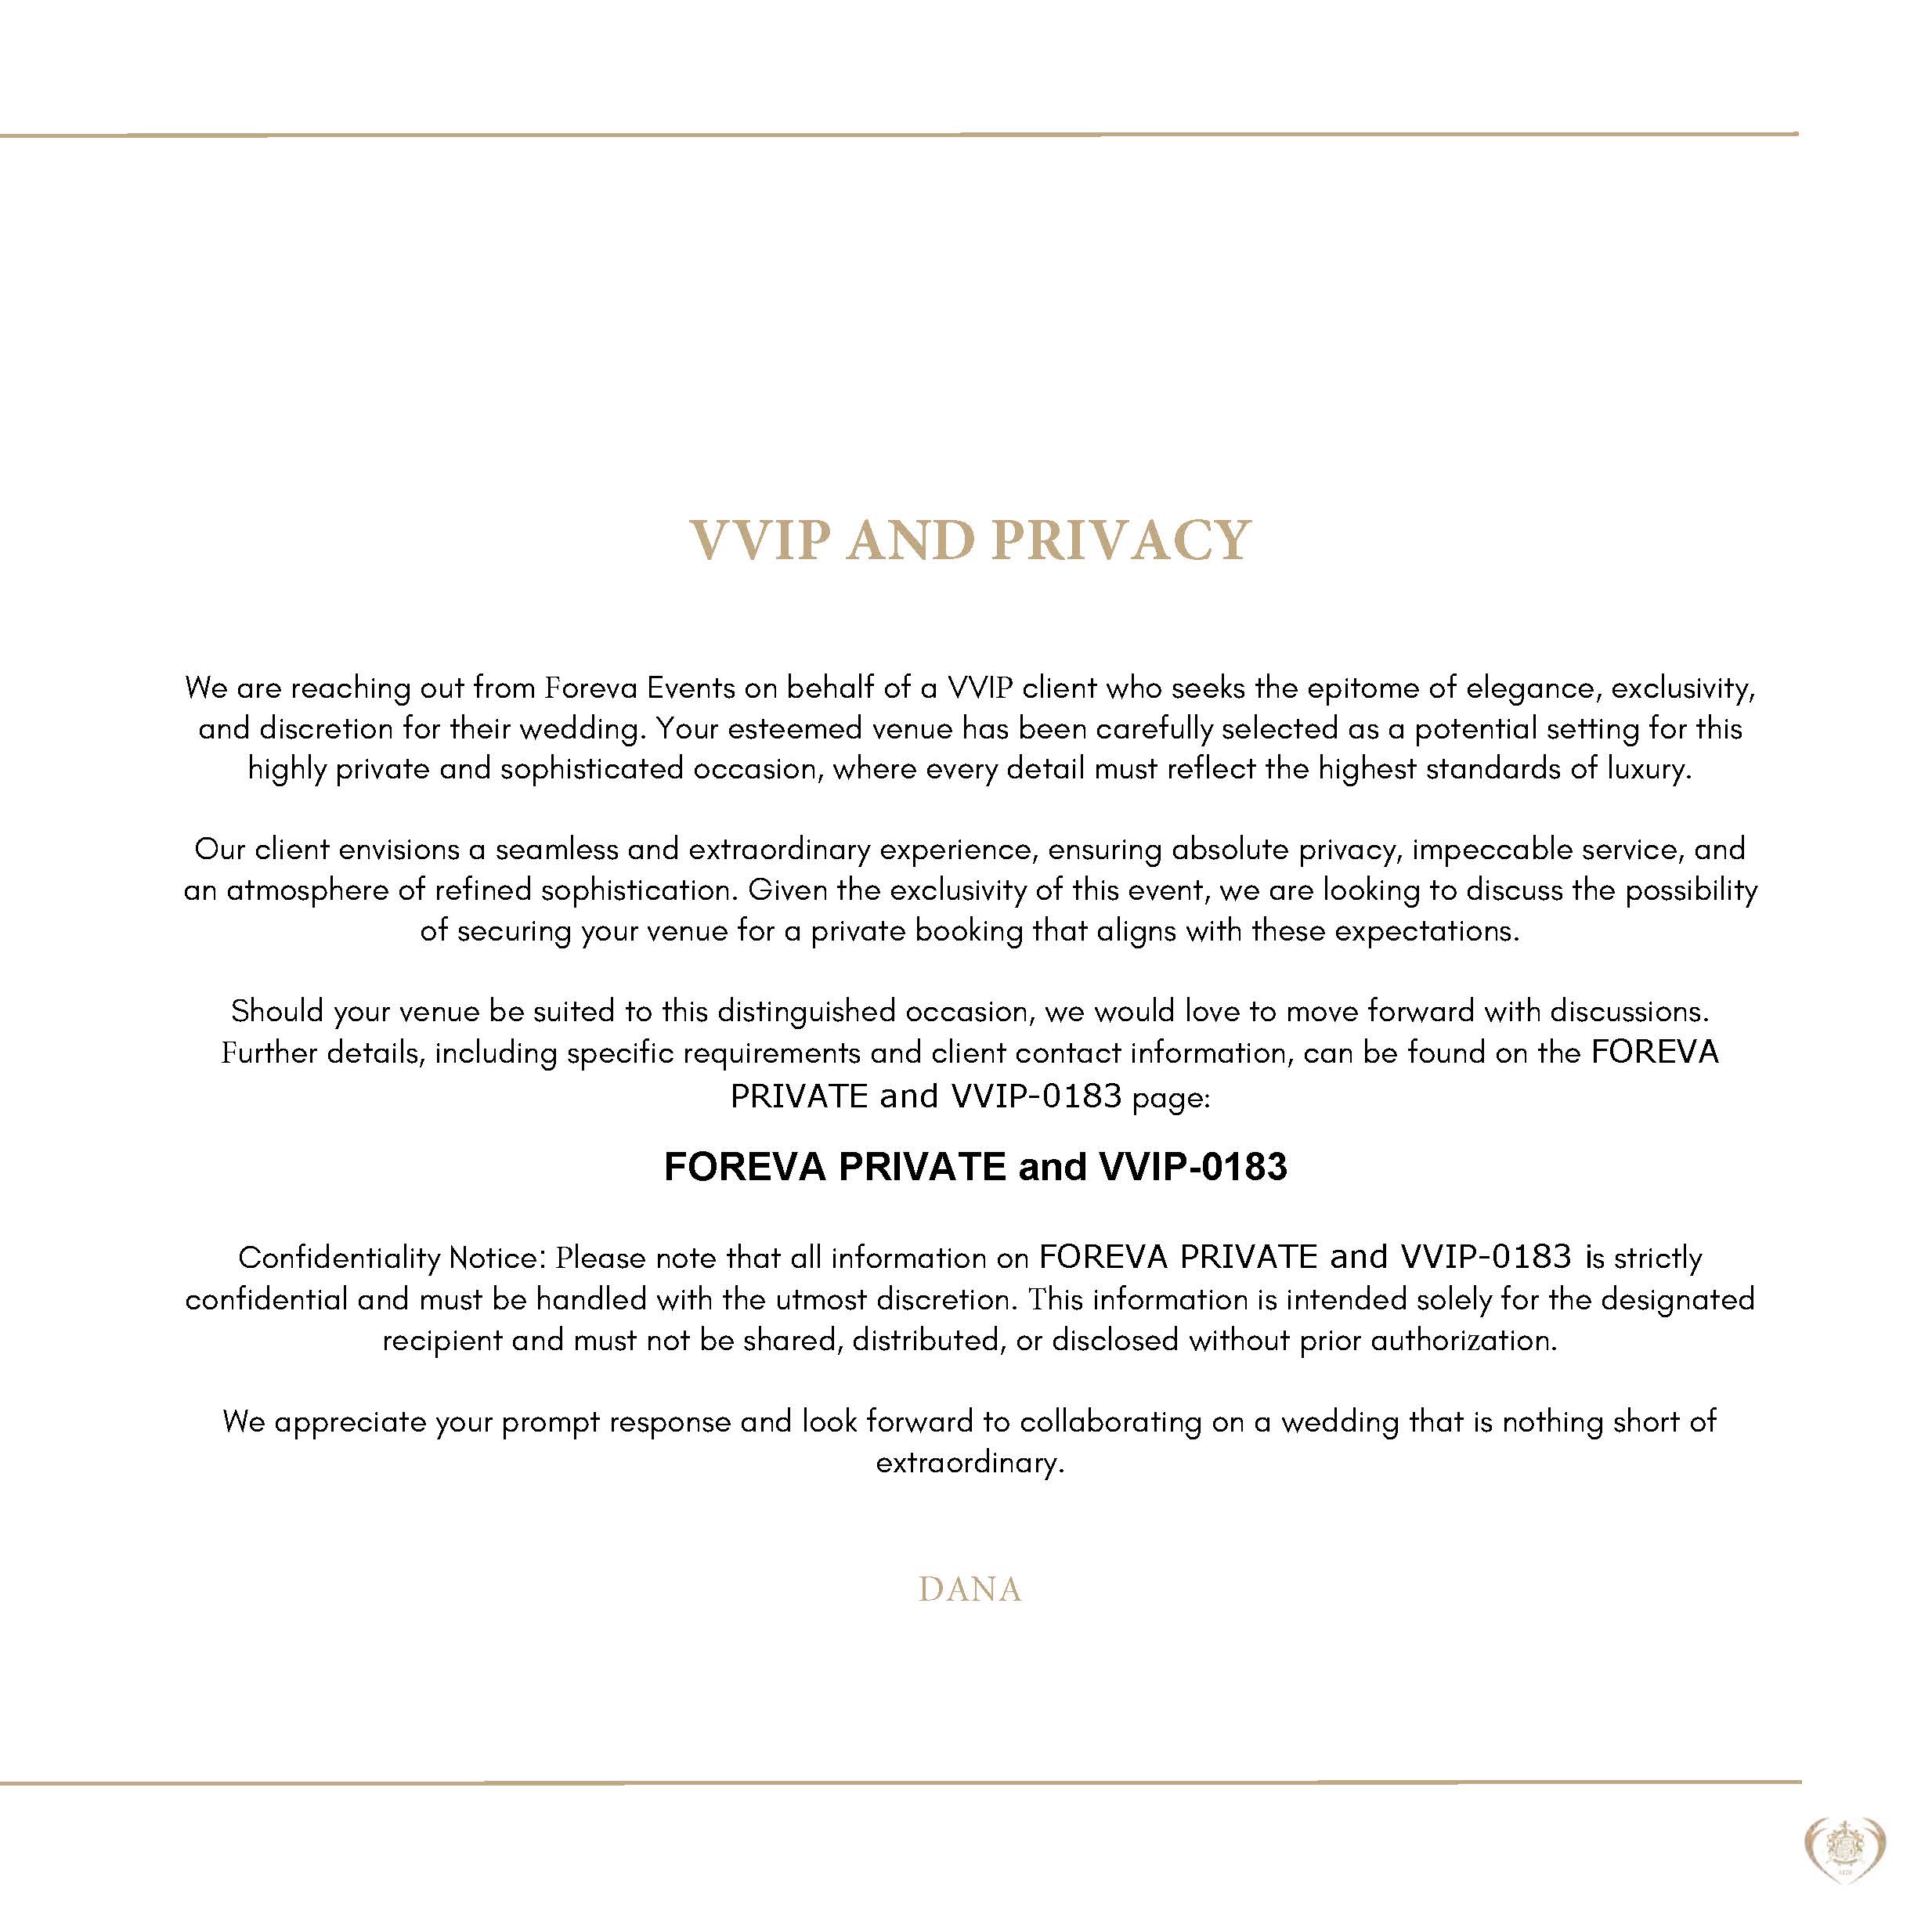 VVIP AND PRIVACY
We are reaching out from Foreva Events on behalf of a VVIP client who seeks the epitome of elegance, exclusivity,
and discretion for their wedding. Your esteemed venue has been carefully selected as a potential setting for this
highly private and sophisticated occasion, where every detail must reflect the highest standards of luxury.
Our client envisions a seamless and extraordinary experience, ensuring absolute privacy, impeccable service, and
an atmosphere of refined sophistication. Given the exclusivity of this event, we are looking to discuss the possibility
of securing your venue for a private booking that aligns with these expectations.
Should your venue be suited to this distinguished occasion, we would love to move forward with discussions.
Further details, including specific requirements and client contact information, can be found on the FOREVA
PRIVATE and VVIP-0183 page:
FOREVA PRIVATE and VVIP-0183
Confidentiality Notice: Please note that all information on FOREVA PRIVATE and VVIP-0183 is strictly
confidential and must be handled with the utmost discretion. This information is intended solely for the designated
recipient and must not be shared, distributed, or disclosed without prior authorization.
We appreciate your prompt response and look forward to collaborating on a wedding that is nothing short of
extraordinary.
DANA